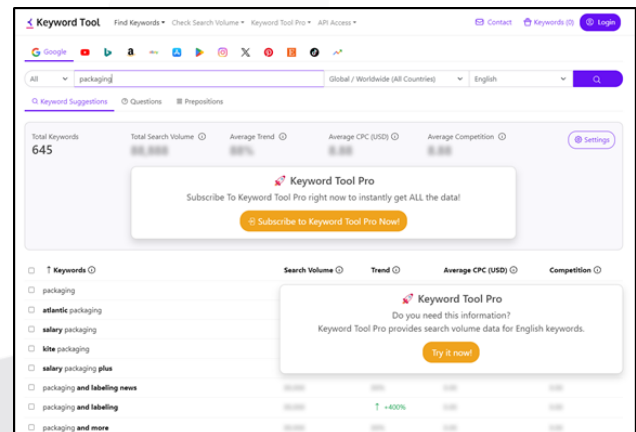 Keyword Tool Find Keywords Check Search Volume Keyword Tool Pro API Access Contact Keywords (0) Login
Google
All packaging Global / Worldwide (All Countries) English
Keyword Suggestions Questions Prepositions
Total Keywords Total Search Volume Average Trend Average CPC (USD) Average Competition
645
Settings
Keyword Tool Pro
Subscribe To Keyword Tool Pro right now to instantly get ALL the data!
Subscribe to Keyword Tool Pro Now!
↑ Keywords Search Volume Trend Average CPC (USD) Competition
packaging
atlantic packaging
salary packaging
kite packaging
salary packaging plus
Keyword Tool Pro
Do you need this information?
Keyword Tool Pro provides search volume data for English keywords.
Try it now!
packaging and labeling news
packaging and labeling ↑ +400%
packaging and more